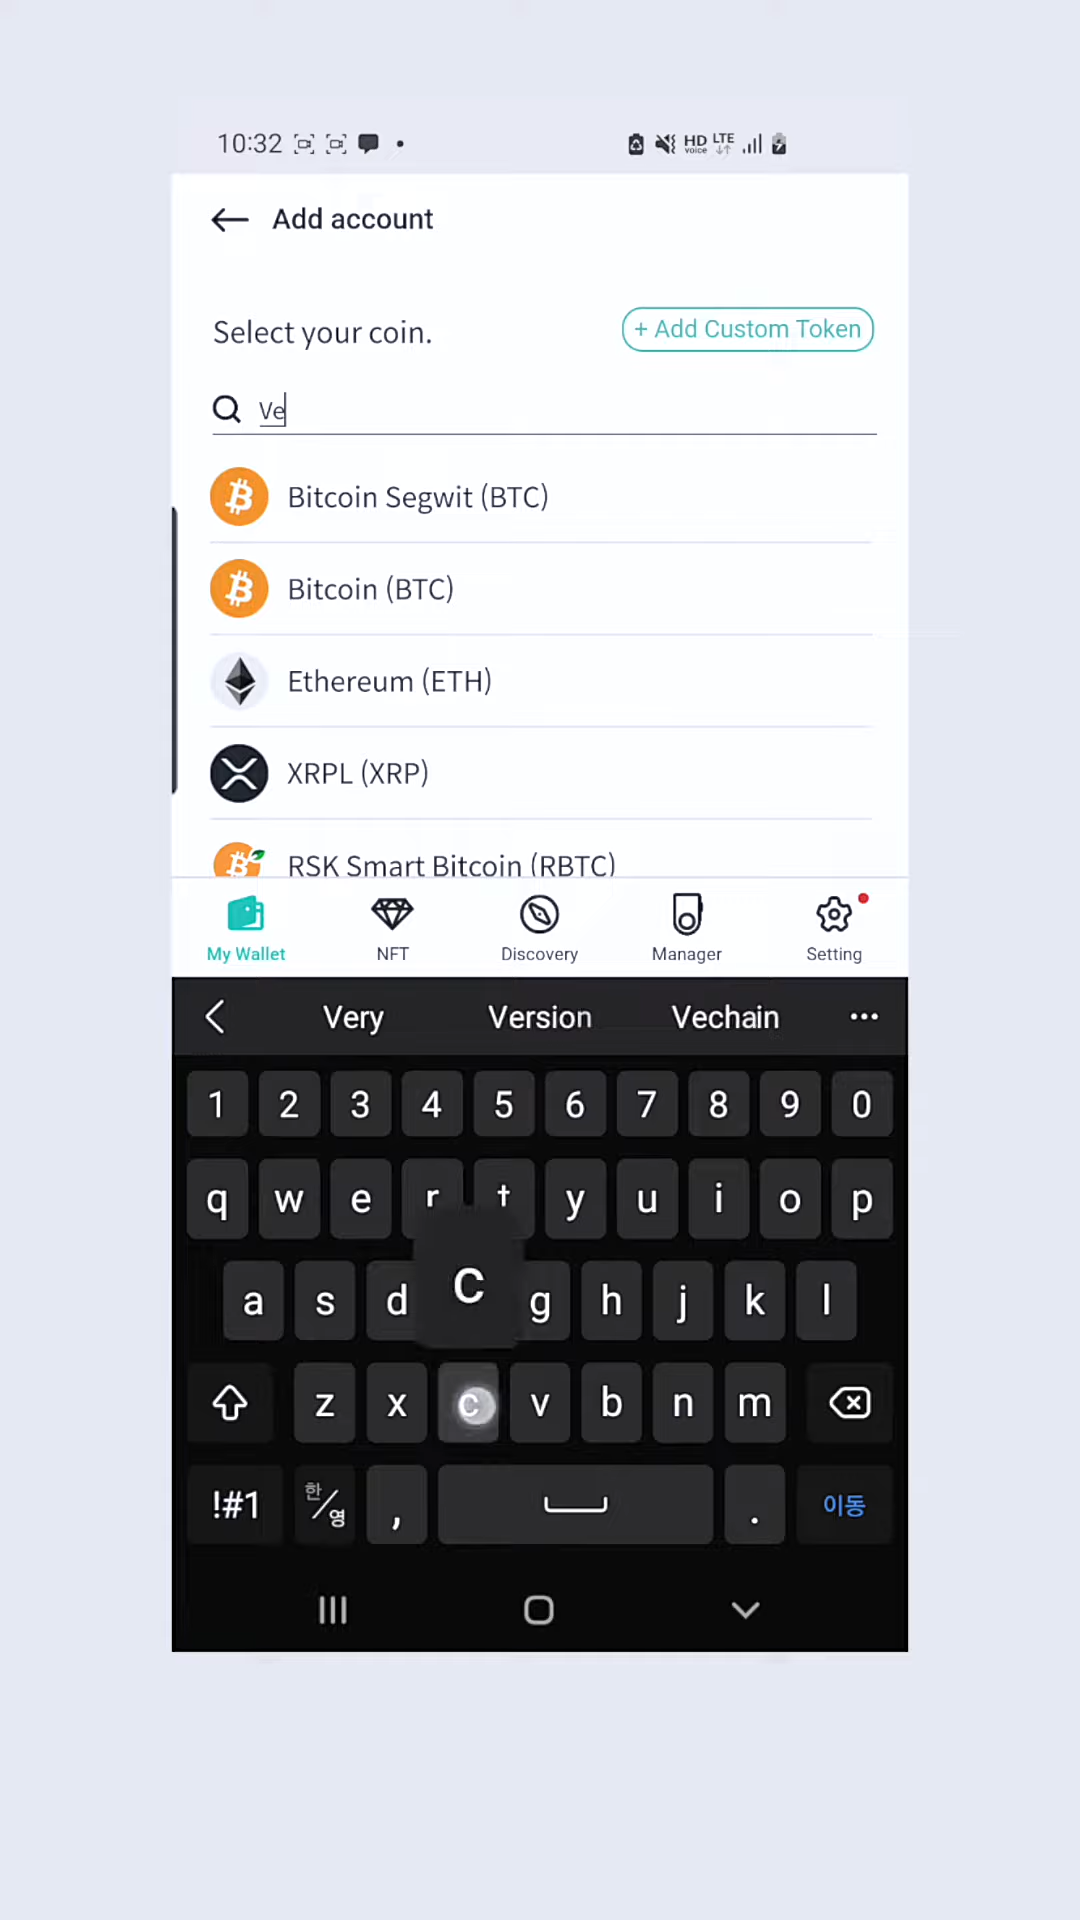 10:32 HD voice LTE
Add account
Select your coin. + Add Custom Token
Ve
Bitcoin Segwit (BTC)
Bitcoin (BTC)
Ethereum (ETH)
XRPL (XRP)
RSK Smart Bitcoin (RBTC)
My Wallet NFT Discovery Manager Setting
Very Version Vechain
1 2 3 4 5 6 7 8 9 0
q w e r t y u i o p
a s d c g h j k l
z x c v b n m
!#1 한/영 , . 이동